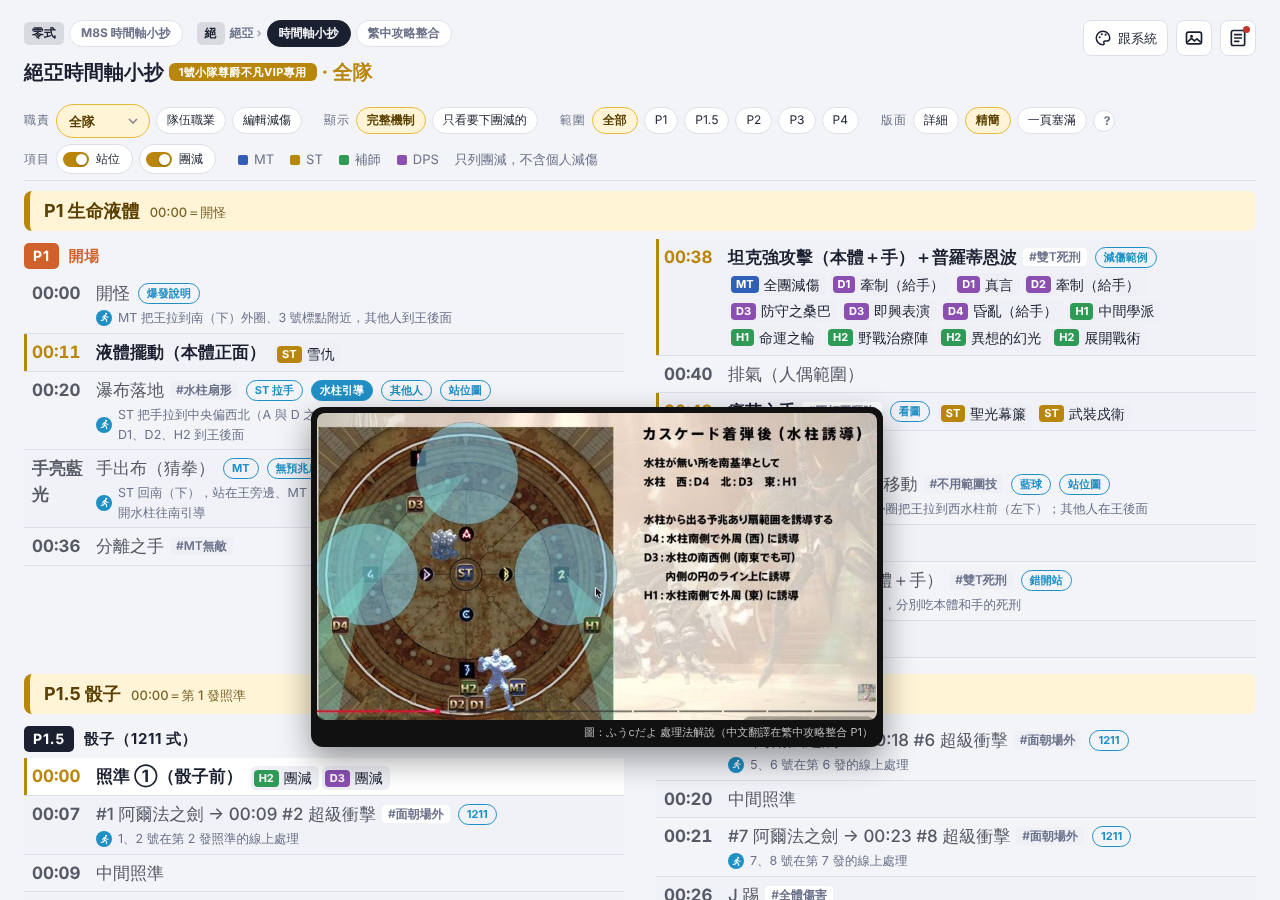 零式 M8S 時間軸小抄 絕 絕亞 › 時間軸小抄 繁中攻略整合
跟系統
絕亞時間軸小抄 1號小隊尊爵不凡VIP專用 · 全隊
職責 全隊 隊伍職業 編輯減傷 顯示 完整機制 只看要下團減的 範圍 全部 P1 P1.5 P2 P3 P4 版面 詳細 精簡 一頁塞滿 ?
項目 站位 團減 MT ST 補師 DPS 只列團減，不含個人減傷
P1 生命液體 00:00＝開怪
P1 開場
00:00 開怪 爆發說明
MT 把王拉到南（下）外圈、3 號標點附近，其他人到王後面
00:11 液體擺動（本體正面） ST 雪仇
00:20 瀑布落地 #水柱扇形 ST 拉手 水柱引導 其他人 站位圖
ST 把手拉到中央偏西北（A 與 D 之
D1、D2、H2 到王後面
手亮藍光 手出布（猜拳） MT 無預兆
ST 回南（下），站在王旁邊、MT
開水柱往南引導
00:36 分離之手 #MT無敵
00:38 坦克強攻擊（本體＋手）＋普羅蒂恩波 #雙T死刑 減傷範例
MT 全團減傷 D1 牽制（給手） D1 真言 D2 牽制（給手）
D3 防守之桑巴 D3 即興表演 D4 昏亂（給手） H1 中間學派
H1 命運之輪 H2 野戰治療陣 H2 異想的幻光 H2 展開戰術
00:40 排氣（人偶範圍）
看圖 ST 聖光幕簾 ST 武裝戍衛
移動 #不用範圍技 藍球 站位圖
圈把王拉到西水柱前（左下）；其他人在王後面
體＋手） #雙T死刑 錯開站
，分別吃本體和手的死刑
カスケード着弾後（水柱誘導）
水柱が無い所を南基準として
水柱 西：D4 北：D3 東：H1
水柱から出る予兆あり扇範囲を誘導する
D4：水柱南側で外周（西）に誘導
D3：水柱の南西側（南東でも可）
内側の円のライン上に誘導
H1：水柱南側で外周（東）に誘導
1
D3
A
4
D
ST
B
2
C
D4
H1
3
H2
MT
D2 D1
圖：ふうcだよ 處理法解說（中文翻譯在繁中攻略整合 P1）
P1.5 骰子 00:00＝第 1 發照準
P1.5 骰子（1211 式）
00:00 照準 ①（骰子前） H2 團減 D3 團減
00:07 #1 阿爾法之劍 → 00:09 #2 超級衝擊 #面朝場外 1211
1、2 號在第 2 發照準的線上處理
00:09 中間照準
0:18 #6 超級衝擊 #面朝場外 1211
5、6 號在第 6 發的線上處理
00:20 中間照準
00:21 #7 阿爾法之劍 → 00:23 #8 超級衝擊 #面朝場外 1211
7、8 號在第 7 發的線上處理
00:26 J 踢 #全體傷害